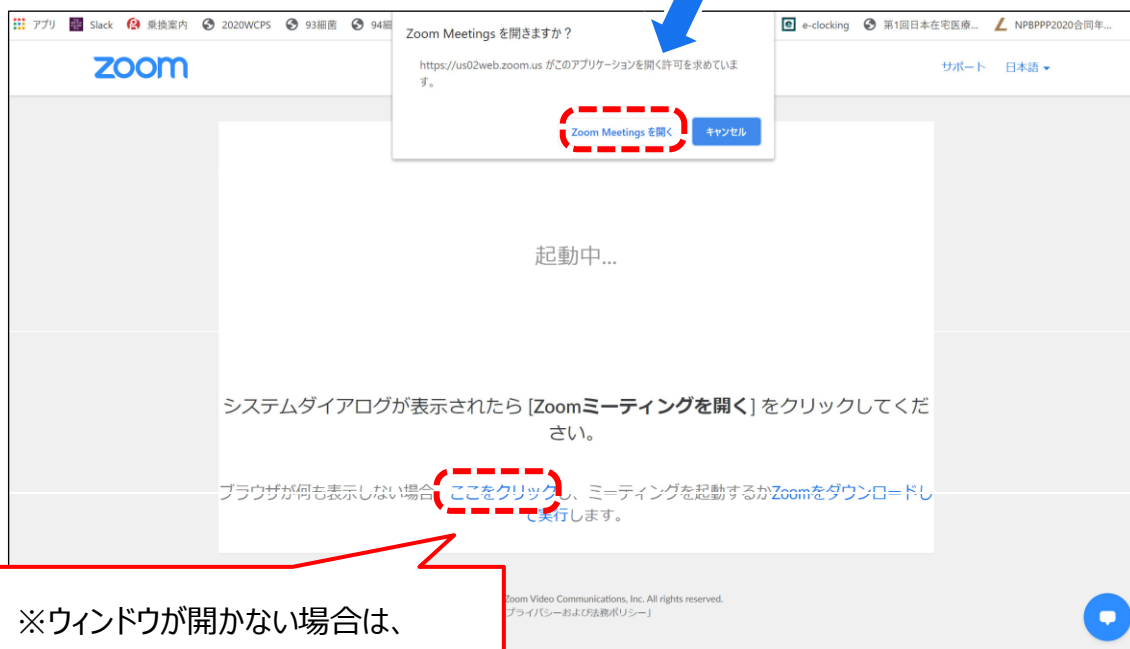 アプリ Slack 乗換案内 2020WCPS 93細菌 94細 e-clocking 第1回日本在宅医療... NPBPPP2020合同年...
Zoom Meetings を開きますか？
https://us02web.zoom.us がこのアプリケーションを開く許可を求めていま
す。
Zoom Meetings を開く キャンセル
zoom サポート 日本語
起動中...
システムダイアログが表示されたら [Zoomミーティングを開く] をクリックしてくだ
さい。
ブラウザが何も表示しない場合、ここをクリックし、ミーティングを起動するかZoomをダウンロードし
て実行します。
Zoom Video Communications, Inc. All rights reserved.
プライバシーおよび法務ポリシー」
※ウィンドウが開かない場合は、